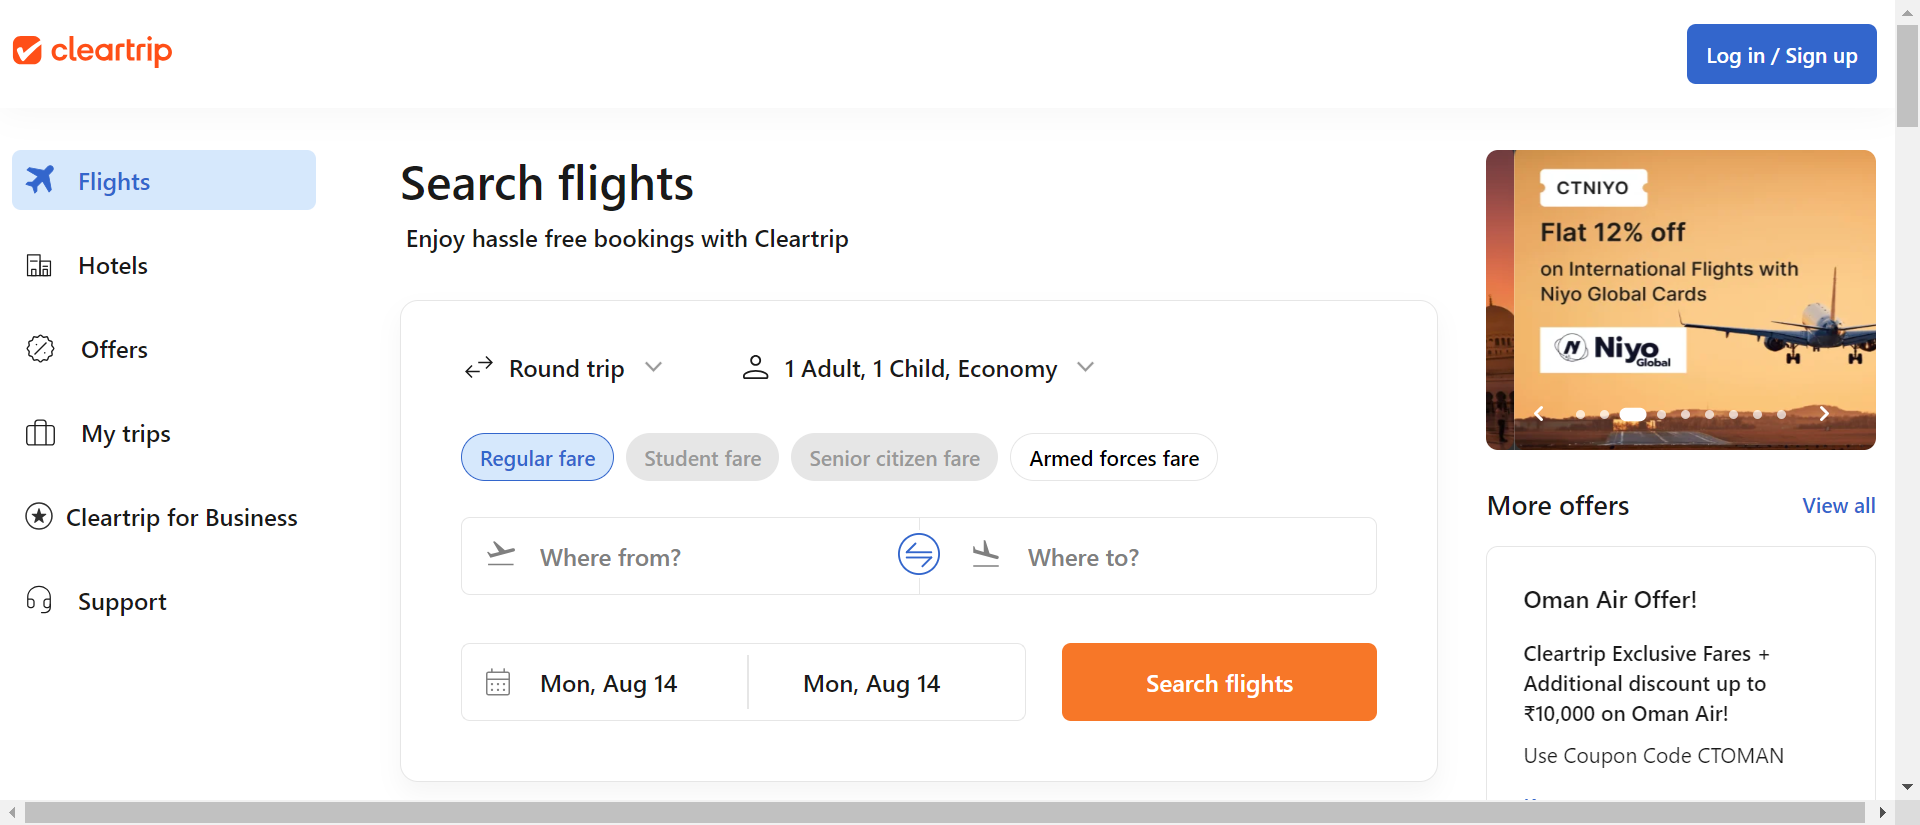 cleartrip
Log in / Sign up
Flights
Hotels
Offers
My trips
Cleartrip for Business
Support
Search flights
Enjoy hassle free bookings with Cleartrip
Round trip
1 Adult, 1 Child, Economy
Regular fare
Student fare
Senior citizen fare
Armed forces fare
Where from?
Where to?
Mon, Aug 14
Mon, Aug 14
Search flights
CTNIYO
Flat 12% off
on International Flights with
Niyo Global Cards
Niyo
Global
More offers
View all
Oman Air Offer!
Cleartrip Exclusive Fares +
Additional discount up to
₹10,000 on Oman Air!
Use Coupon Code CTOMAN